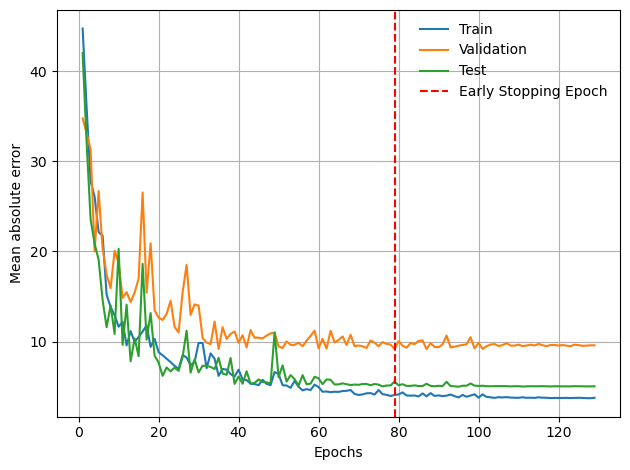 Train
Validation
Test
Early Stopping Epoch
Mean absolute error
40
30
20
10
0 20 40 60 80 100 120
Epochs